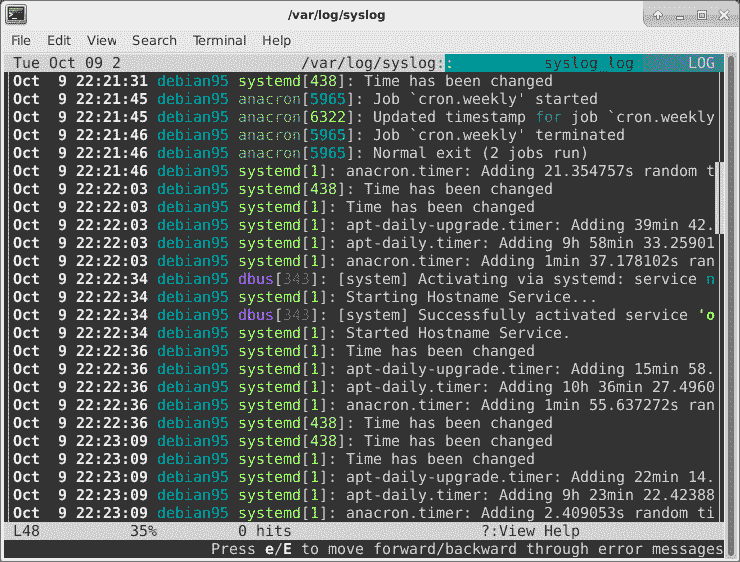 /var/log/syslog
File Edit View Search Terminal Help
Tue Oct 09 2 /var/log/syslog:: syslog_log LOG
Oct 9 22:21:31 debian95 systemd[438]: Time has been changed
Oct 9 22:21:45 debian95 anacron[5965]: Job `cron.weekly' started
Oct 9 22:21:45 debian95 anacron[6322]: Updated timestamp for job `cron.weekly
Oct 9 22:21:46 debian95 anacron[5965]: Job `cron.weekly' terminated
Oct 9 22:21:46 debian95 anacron[5965]: Normal exit (2 jobs run)
Oct 9 22:21:46 debian95 systemd[1]: anacron.timer: Adding 21.354757s random t
Oct 9 22:22:03 debian95 systemd[438]: Time has been changed
Oct 9 22:22:03 debian95 systemd[1]: Time has been changed
Oct 9 22:22:03 debian95 systemd[1]: apt-daily-upgrade.timer: Adding 39min 42.
Oct 9 22:22:03 debian95 systemd[1]: apt-daily.timer: Adding 9h 58min 33.25901
Oct 9 22:22:03 debian95 systemd[1]: anacron.timer: Adding 1min 37.178102s ran
Oct 9 22:22:34 debian95 dbus[343]: [system] Activating via systemd: service n
Oct 9 22:22:34 debian95 systemd[1]: Starting Hostname Service...
Oct 9 22:22:34 debian95 dbus[343]: [system] Successfully activated service 'o
Oct 9 22:22:34 debian95 systemd[1]: Started Hostname Service.
Oct 9 22:22:36 debian95 systemd[1]: Time has been changed
Oct 9 22:22:36 debian95 systemd[1]: apt-daily-upgrade.timer: Adding 15min 58.
Oct 9 22:22:36 debian95 systemd[1]: apt-daily.timer: Adding 10h 36min 27.4960
Oct 9 22:22:36 debian95 systemd[1]: anacron.timer: Adding 1min 55.637272s ran
Oct 9 22:22:36 debian95 systemd[438]: Time has been changed
Oct 9 22:23:09 debian95 systemd[438]: Time has been changed
Oct 9 22:23:09 debian95 systemd[1]: Time has been changed
Oct 9 22:23:09 debian95 systemd[1]: apt-daily-upgrade.timer: Adding 22min 14.
Oct 9 22:23:09 debian95 systemd[1]: apt-daily.timer: Adding 9h 23min 22.42388
Oct 9 22:23:09 debian95 systemd[1]: anacron.timer: Adding 2.409053s random ti
L48 35% 0 hits ?:View Help
Press e/E to move forward/backward through error messages